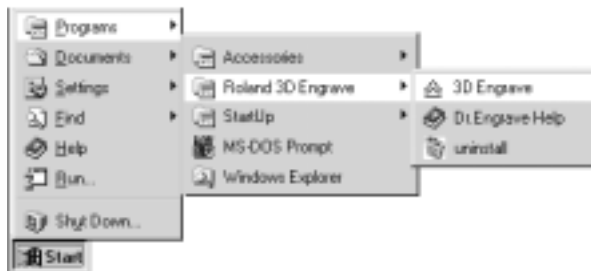 Programs
Documents
Settings
Find
Help
Run...
Shut Down...
Start
Accessories
Roland 3D Engrave
StartUp
MS-DOS Prompt
Windows Explorer
3D Engrave
Dr.Engrave Help
uninstall